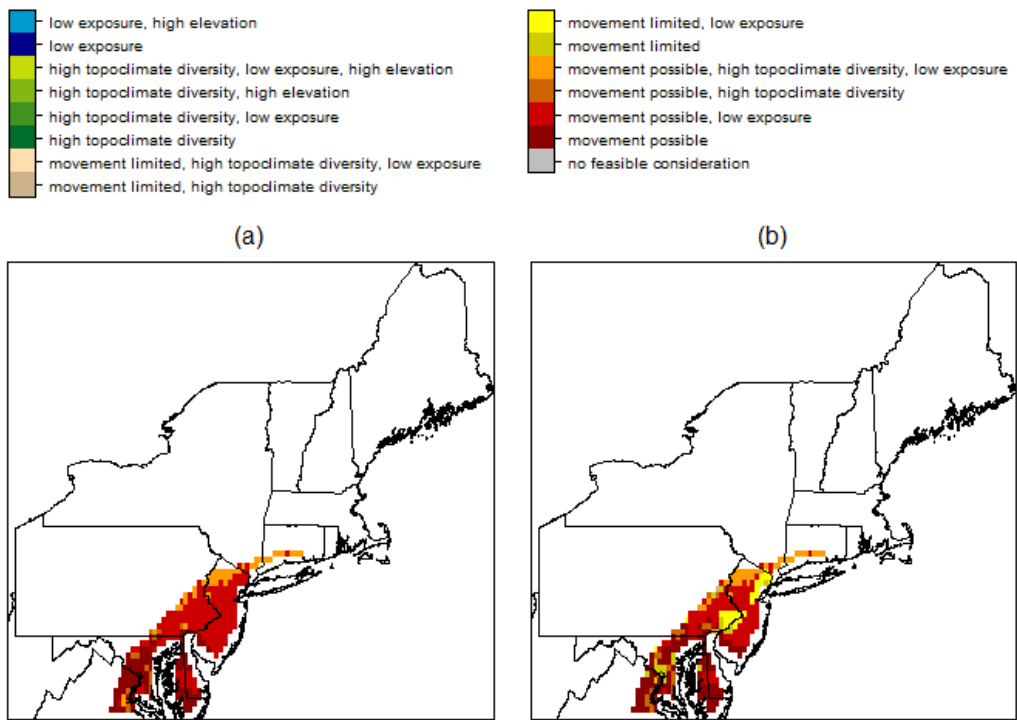 low exposure, high elevation
low exposure
high topoclimate diversity, low exposure, high elevation
high topoclimate diversity, high elevation
high topoclimate diversity, low exposure
high topoclimate diversity
movement limited, high topoclimate diversity, low exposure
movement limited, high topoclimate diversity
movement limited, low exposure
movement limited
movement possible, high topoclimate diversity, low exposure
movement possible, high topoclimate diversity
movement possible, low exposure
movement possible
no feasible consideration
(a)
(b)